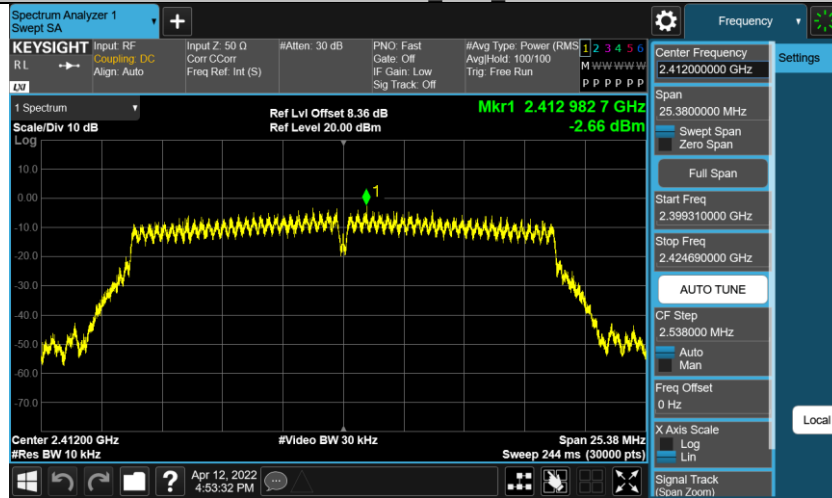 Spectrum Analyzer 1
Swept SA
+
Frequency
KEYSIGHT
RL
LXI
Input: RF
Coupling: DC
Align: Auto
Input Z: 50 Ω
Corr CCorr
Freq Ref: Int (S)
#Atten: 30 dB
PNO: Fast
Gate: Off
IF Gain: Low
Sig Track: Off
#Avg Type: Power (RMS
Avg|Hold: 100/100
Trig: Free Run
1 2 3 4 5 6
M W W W W W
P P P P P P
1 Spectrum
Scale/Div 10 dB
Log
Ref Lvl Offset 8.36 dB
Ref Level 20.00 dBm
Mkr1 2.412 982 7 GHz
-2.66 dBm
10.0
0.00
-10.0
-20.0
-30.0
-40.0
-50.0
-60.0
-70.0
1
Center 2.41200 GHz
#Res BW 10 kHz
#Video BW 30 kHz
Span 25.38 MHz
Sweep 244 ms (30000 pts)
Center Frequency
2.412000000 GHz
Span
25.3800000 MHz
Swept Span
Zero Span
Full Span
Start Freq
2.399310000 GHz
Stop Freq
2.424690000 GHz
AUTO TUNE
CF Step
2.538000 MHz
Auto
Man
Freq Offset
0 Hz
X Axis Scale
Log
Lin
Signal Track
(Span Zoom)
Settings
Local
?
Apr 12, 2022
4:53:32 PM